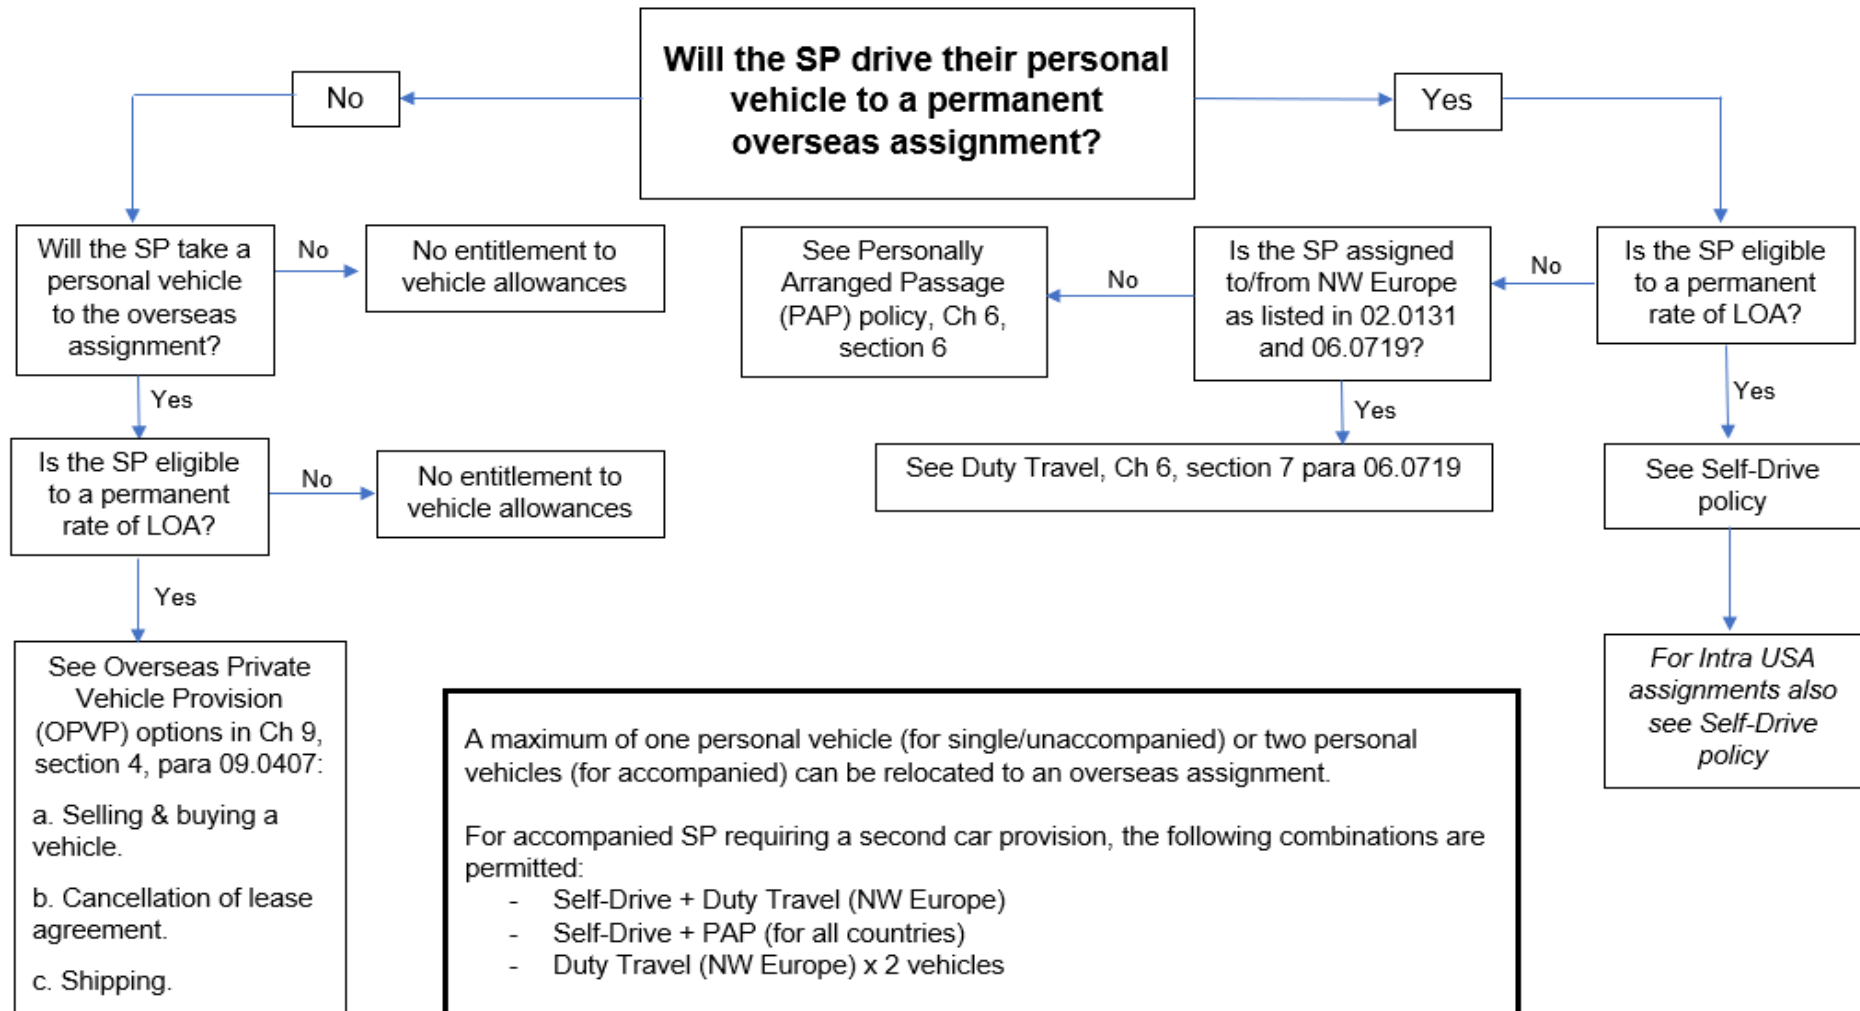 Will the SP drive their personal
vehicle to a permanent
overseas assignment?
No
Yes
Will the SP take a
personal vehicle
to the overseas
assignment?
No
No entitlement to
vehicle allowances
See Personally
Arranged Passage
(PAP) policy, Ch 6,
section 6
No
Is the SP assigned
to/from NW Europe
as listed in 02.0131
and 06.0719?
No
Is the SP eligible
to a permanent
rate of LOA?
Yes
Yes
Yes
Is the SP eligible
to a permanent
rate of LOA?
No
No entitlement to
vehicle allowances
See Duty Travel, Ch 6, section 7 para 06.0719
See Self-Drive
policy
Yes
See Overseas Private
Vehicle Provision
(OPVP) options in Ch 9,
section 4, para 09.0407:
a. Selling & buying a
vehicle.
b. Cancellation of lease
agreement.
c. Shipping.
For Intra USA
assignments also
see Self-Drive
policy
A maximum of one personal vehicle (for single/unaccompanied) or two personal
vehicles (for accompanied) can be relocated to an overseas assignment.
For accompanied SP requiring a second car provision, the following combinations are
permitted:
- Self-Drive + Duty Travel (NW Europe)
- Self-Drive + PAP (for all countries)
- Duty Travel (NW Europe) x 2 vehicles